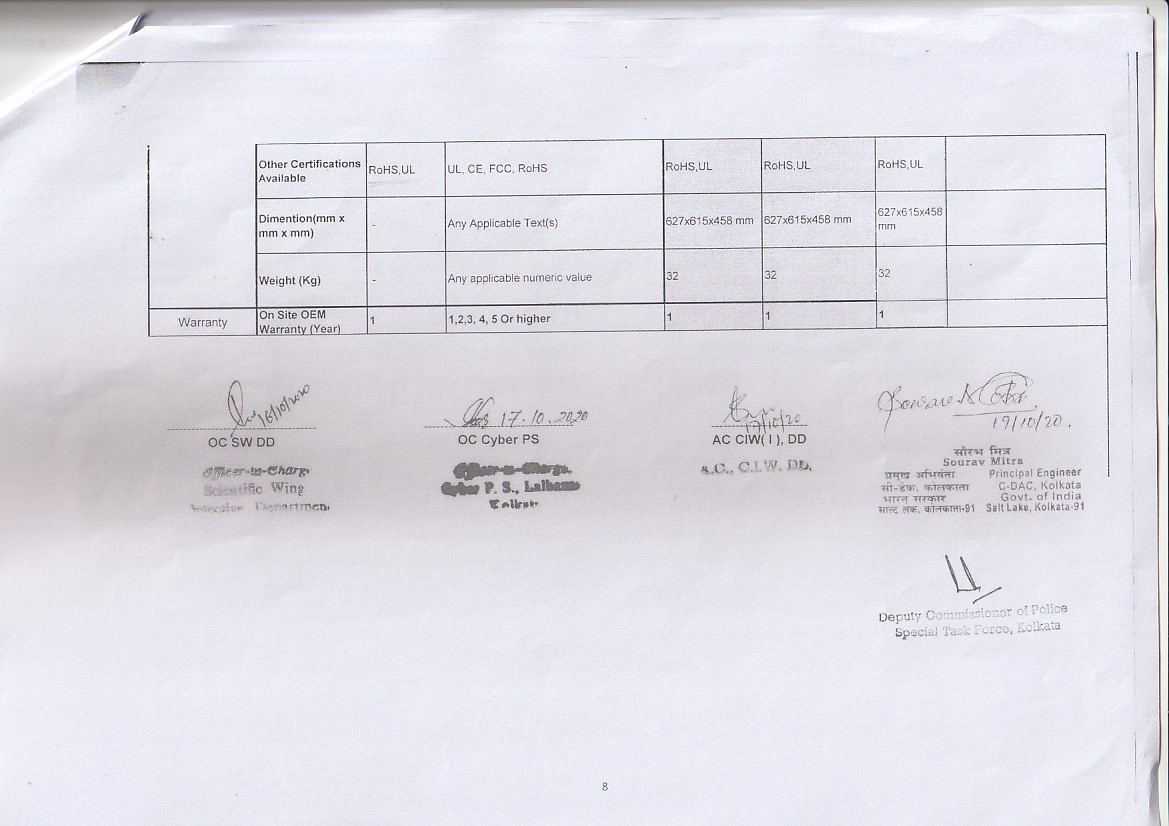 Other Certifications
Available
RoHS,UL
UL, CE, FCC, RoHS
RoHS,UL
RoHS,UL
RoHS,UL
Dimention(mm x
mm x mm)
-
Any Applicable Text(s)
627x615x458 mm
627x615x458 mm
627x615x458
mm
Weight (Kg)
-
Any applicable numeric value
32
32
32
Warranty
On Site OEM
Warranty (Year)
1
1,2,3, 4, 5 Or higher
1
1
1
16/10/2020
17.10.2020
17/10/20
19/10/20.
OC SW DD
OC Cyber PS
AC CIW( I ), DD
Officer-in-Charge
Scientific Wing
Detective Department
Officer-in-Charge.
Cyber P. S., Lalbazar
Kolkata
A.C., C.I.W. DD.
सौरभ मित्र
Sourav Mitra
प्रमुख अभियंता Principal Engineer
सी-डैक, कोलकाता C-DAC, Kolkata
भारत सरकार Govt. of India
साल्ट लेक, कोलकाता-91 Salt Lake, Kolkata-91
Deputy Commissioner of Police
Special Task Force, Kolkata
8